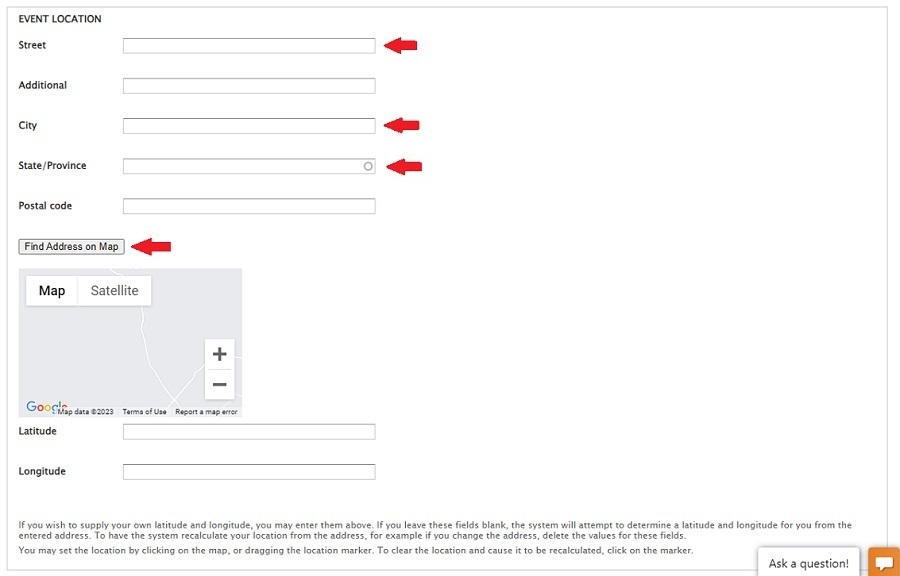 EVENT LOCATION
Street
Additional
City
State/Province
Postal code
Find Address on Map
Map Satellite
+
−
Google Map data ©2023 Terms of Use Report a map error
Latitude
Longitude
If you wish to supply your own latitude and longitude, you may enter them above. If you leave these fields blank, the system will attempt to determine a latitude and longitude for you from the
entered address. To have the system recalculate your location from the address, for example if you change the address, delete the values for these fields.
You may set the location by clicking on the map, or dragging the location marker. To clear the location and cause it to be recalculated, click on the marker.
Ask a question!